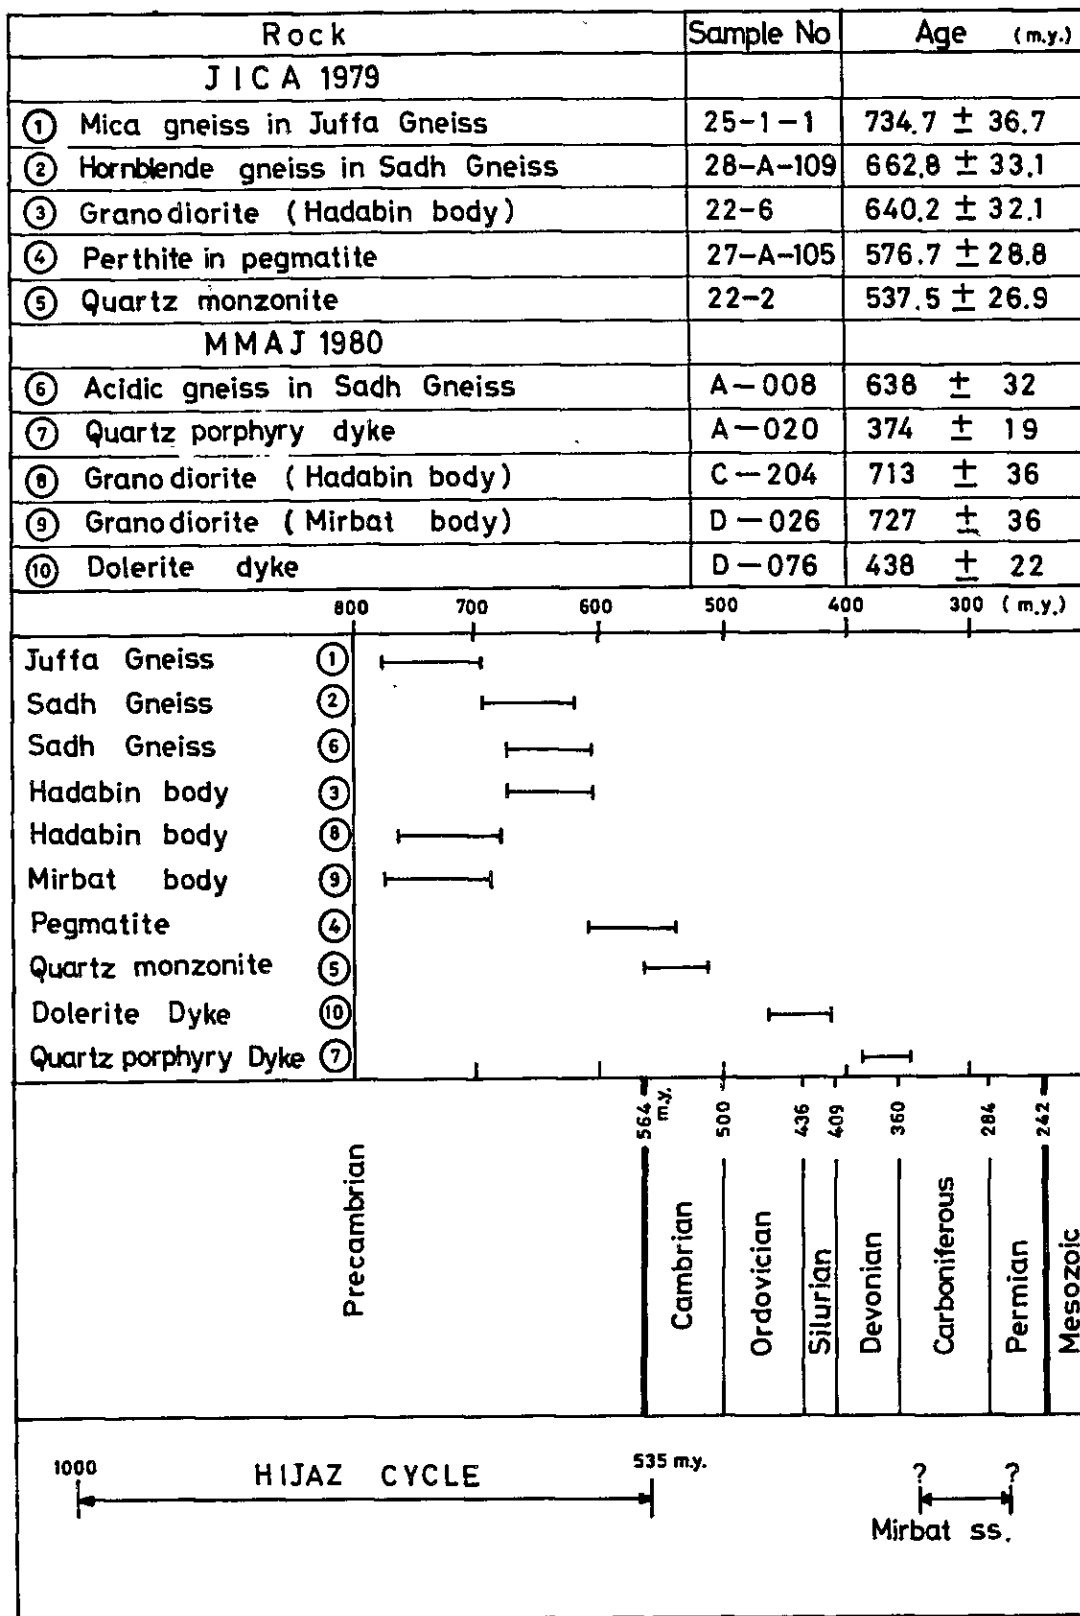 Rock Sample No Age (m.y.)
JICA 1979
① Mica gneiss in Juffa Gneiss 25-1-1 734.7 ± 36.7
② Hornblende gneiss in Sadh Gneiss 28-A-109 662.8 ± 33.1
③ Granodiorite (Hadabin body) 22-6 640.2 ± 32.1
④ Perthite in pegmatite 27-A-105 576.7 ± 28.8
⑤ Quartz monzonite 22-2 537.5 ± 26.9
MMAJ 1980
⑥ Acidic gneiss in Sadh Gneiss A-008 638 ± 32
⑦ Quartz porphyry dyke A-020 374 ± 19
⑧ Granodiorite (Hadabin body) C-204 713 ± 36
⑨ Granodiorite (Mirbat body) D-026 727 ± 36
⑩ Dolerite dyke D-076 438 ± 22
800 700 600 500 400 300 (m.y.)
Juffa Gneiss ①
Sadh Gneiss ②
Sadh Gneiss ⑥
Hadabin body ③
Hadabin body ⑧
Mirbat body ⑨
Pegmatite ④
Quartz monzonite ⑤
Dolerite Dyke ⑩
Quartz porphyry Dyke ⑦
564 m.y. 500 436 409 360 284 242
Precambrian Cambrian Ordovician Silurian Devonian Carboniferous Permian Mesozoic
1000 HIJAZ CYCLE 535 m.y. ? ?
Mirbat ss.